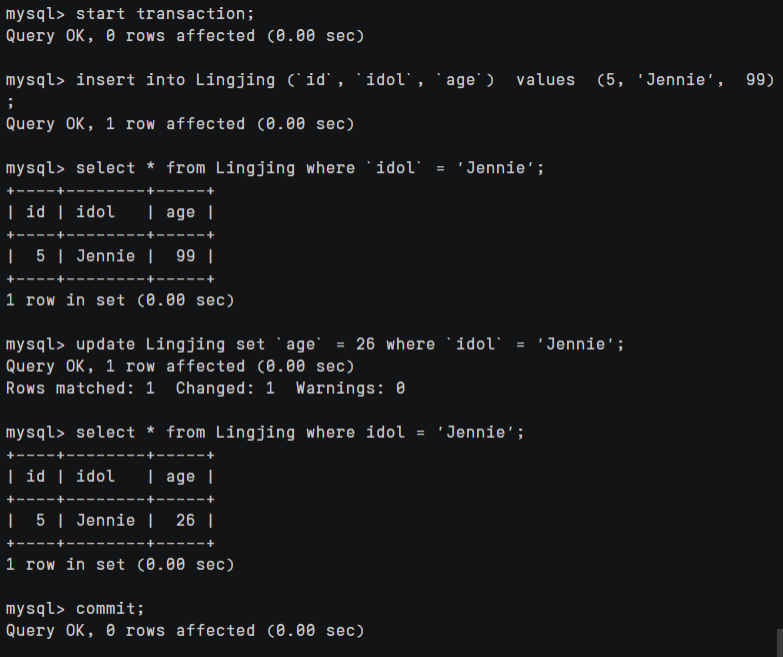 mysql> start transaction;
Query OK, 0 rows affected (0.00 sec)

mysql> insert into Lingjing (`id`, `idol`, `age`)  values  (5, 'Jennie',  99)
;
Query OK, 1 row affected (0.00 sec)

mysql> select * from Lingjing where `idol` = 'Jennie';
+----+--------+-----+
| id | idol   | age |
+----+--------+-----+
|  5 | Jennie |  99 |
+----+--------+-----+
1 row in set (0.00 sec)

mysql> update Lingjing set `age` = 26 where `idol` = 'Jennie';
Query OK, 1 row affected (0.00 sec)
Rows matched: 1  Changed: 1  Warnings: 0

mysql> select * from Lingjing where idol = 'Jennie';
+----+--------+-----+
| id | idol   | age |
+----+--------+-----+
|  5 | Jennie |  26 |
+----+--------+-----+
1 row in set (0.00 sec)

mysql> commit;
Query OK, 0 rows affected (0.00 sec)